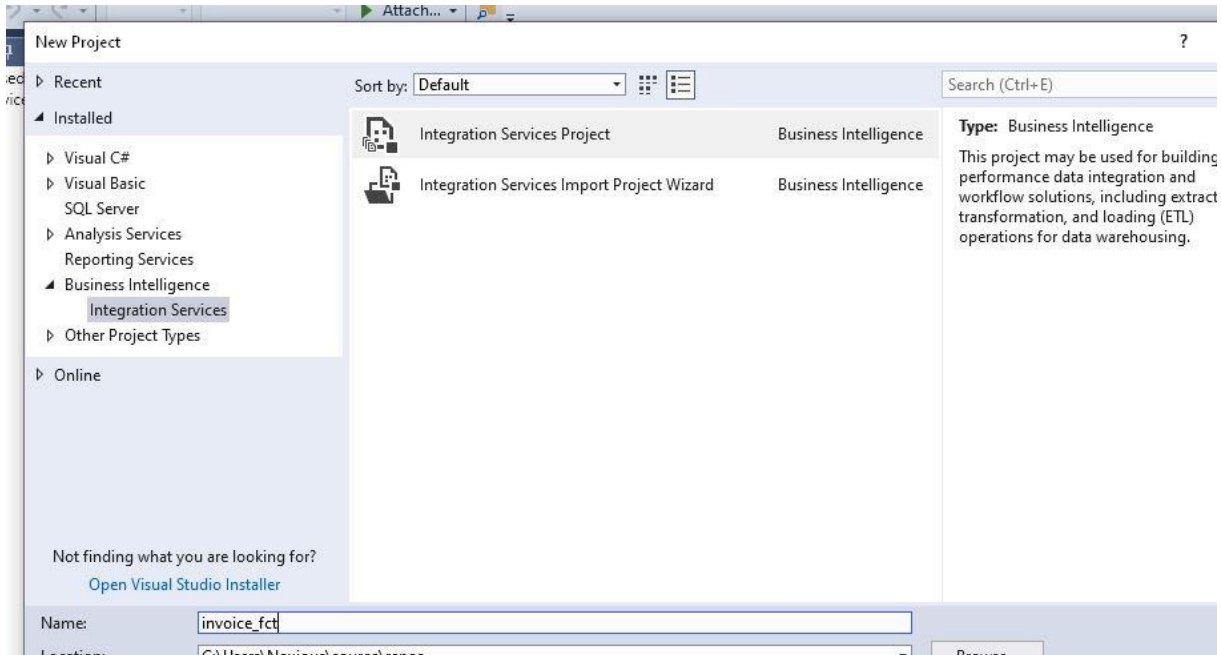 Attach...
New Project
?
Recent
Installed
Visual C#
Visual Basic
SQL Server
Analysis Services
Reporting Services
Business Intelligence
Integration Services
Other Project Types
Online
Not finding what you are looking for?
Open Visual Studio Installer
Sort by: Default
Integration Services Project Business Intelligence
Integration Services Import Project Wizard Business Intelligence
Search (Ctrl+E)
Type: Business Intelligence
This project may be used for building
performance data integration and
workflow solutions, including extract
transformation, and loading (ETL)
operations for data warehousing.
Name: invoice_fct